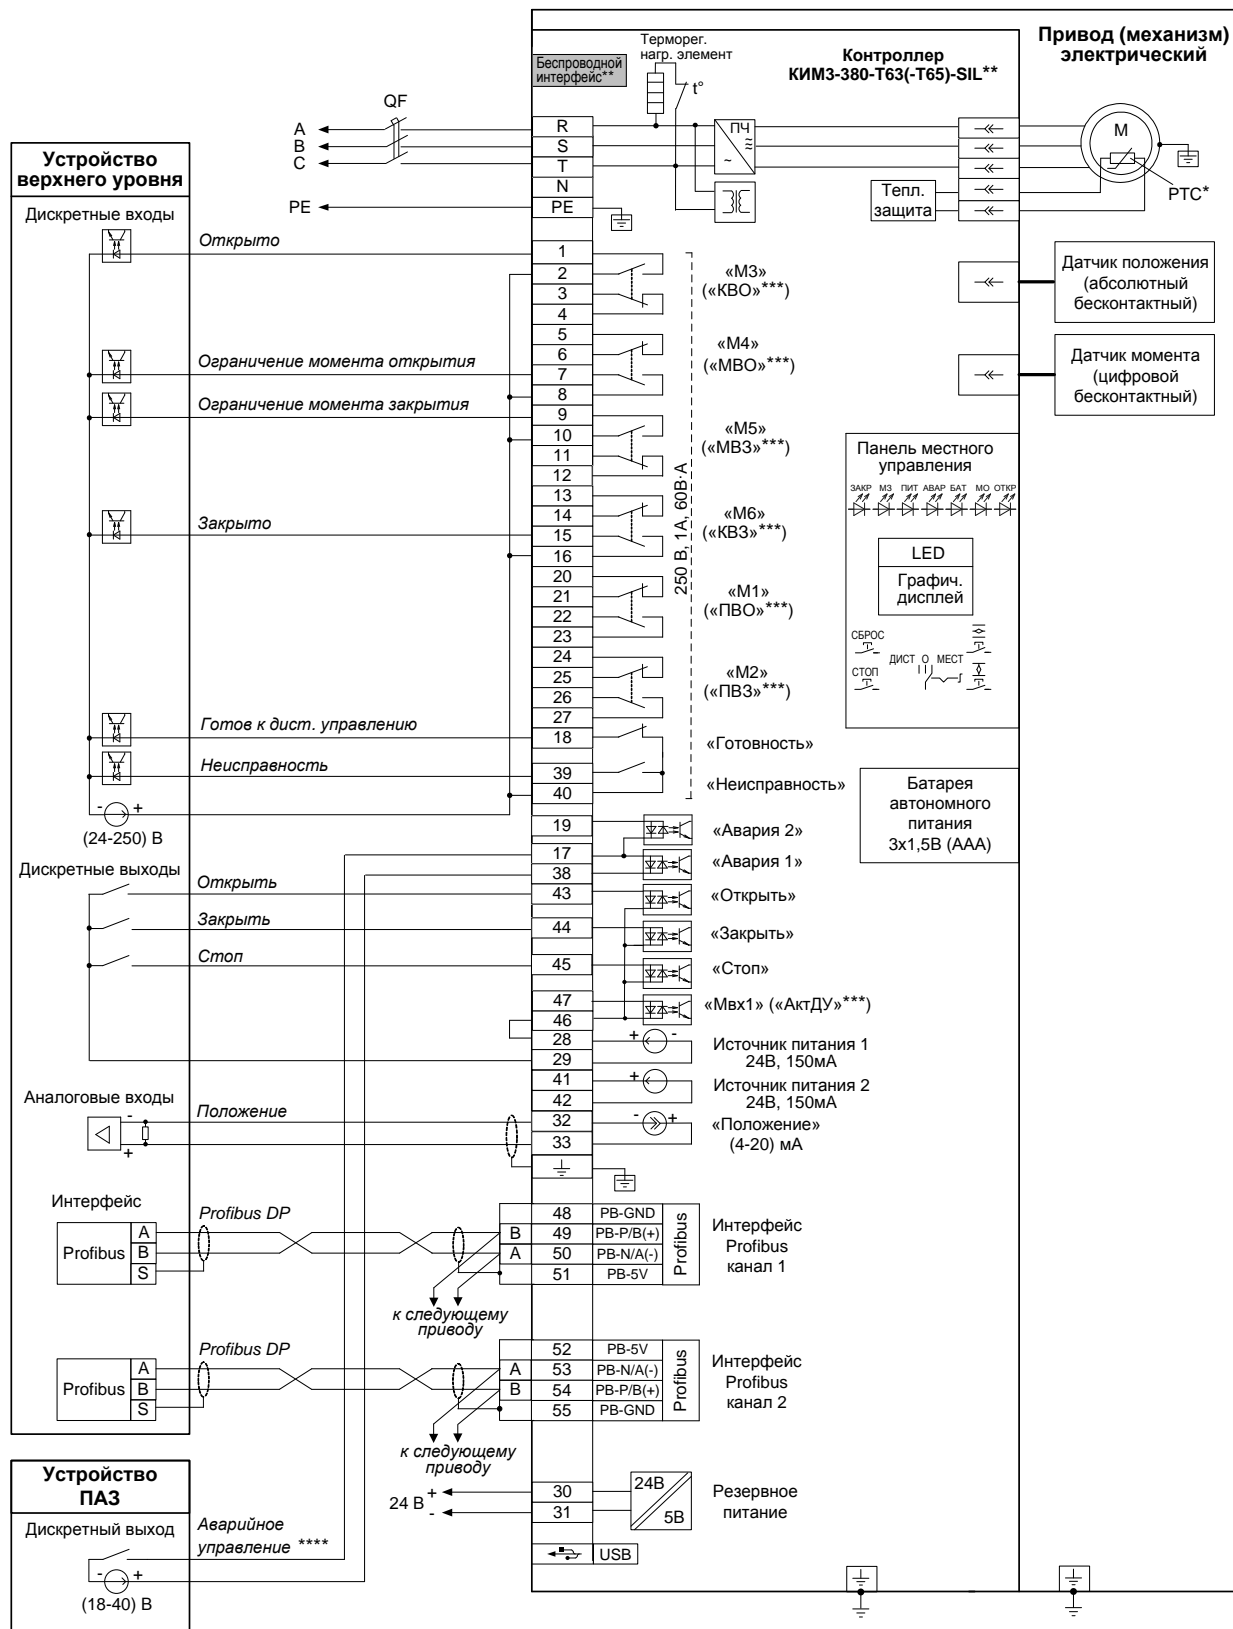 Привод (механизм)
электрический
Контроллер
КИМ3-380-Т63(-Т65)-SIL**
Беспроводной
интерфейс**
Терморег.
нагр. элемент
t°
QF
A
B
C
PE
R
S
T
N
PE
ПЧ
≈
~
Тепл.
защита
M
PTC*
Устройство
верхнего уровня
Дискретные входы
Открыто
Ограничение момента открытия
Ограничение момента закрытия
Закрыто
Готов к дист. управлению
Неисправность
- +
(24-250) В
1
2
3
4
5
6
7
8
9
10
11
12
13
14
15
16
20
21
22
23
24
25
26
27
18
39
40
«М3»
(«КВО»***)
«М4»
(«МВО»***)
«М5»
(«МВЗ»***)
«М6»
(«КВЗ»***)
«М1»
(«ПВО»***)
«М2»
(«ПВЗ»***)
«Готовность»
«Неисправность»
250 В, 1А, 60В·А
Датчик положения
(абсолютный
бесконтактный)
Датчик момента
(цифровой
бесконтактный)
Панель местного
управления
ЗАКР МЗ ПИТ АВАР БАТ МО ОТКР
LED
Графич.
дисплей
СБРОС
СТОП
ДИСТ О МЕСТ
Батарея
автономного
питания
3х1,5В (ААА)
Дискретные выходы
Открыть
Закрыть
Стоп
19
17
38
43
44
45
47
46
28
29
41
42
32
33
«Авария 2»
«Авария 1»
«Открыть»
«Закрыть»
«Стоп»
«Мвх1» («АктДУ»***)
+ -
Источник питания 1
24В, 150мА
+
Источник питания 2
24В, 150мА
- +
«Положение»
(4-20) мА
Аналоговые входы
Положение
-
+
Интерфейс
Profibus
A
B
S
Profibus DP
B
A
48 PB-GND
49 PB-P/B(+)
50 PB-N/A(-)
51 PB-5V
Profibus
Интерфейс
Profibus
канал 1
к следующему
приводу
Profibus
A
B
S
Profibus DP
A
B
52 PB-5V
53 PB-N/A(-)
54 PB-P/B(+)
55 PB-GND
Profibus
Интерфейс
Profibus
канал 2
к следующему
приводу
24 В
+
-
30
31
24В
5В
Резервное
питание
USB
Устройство
ПАЗ
Дискретный выход
Аварийное
управление ****
- +
(18-40) В